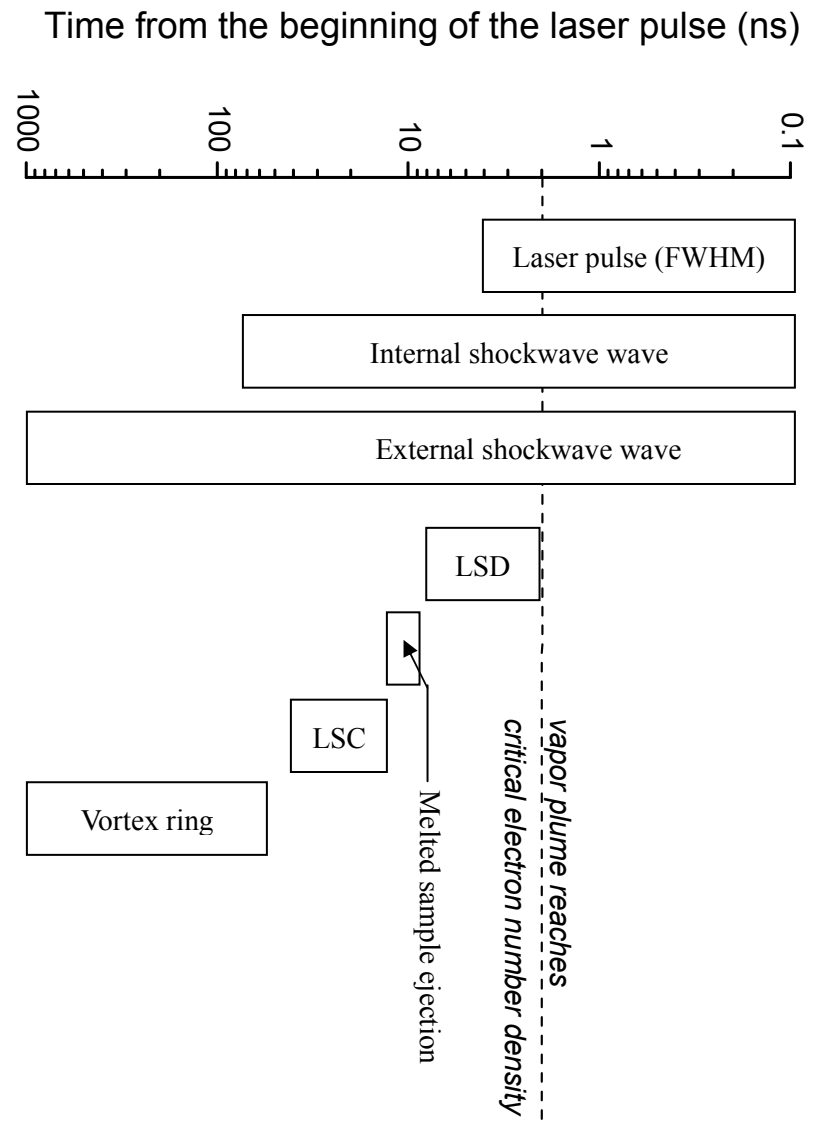 Time from the beginning of the laser pulse (ns)
1000
100
10
1
0.1
Laser pulse (FWHM)
Internal shockwave wave
External shockwave wave
LSD
LSC
Vortex ring
Melted sample ejection
vapor plume reaches
critical electron number density